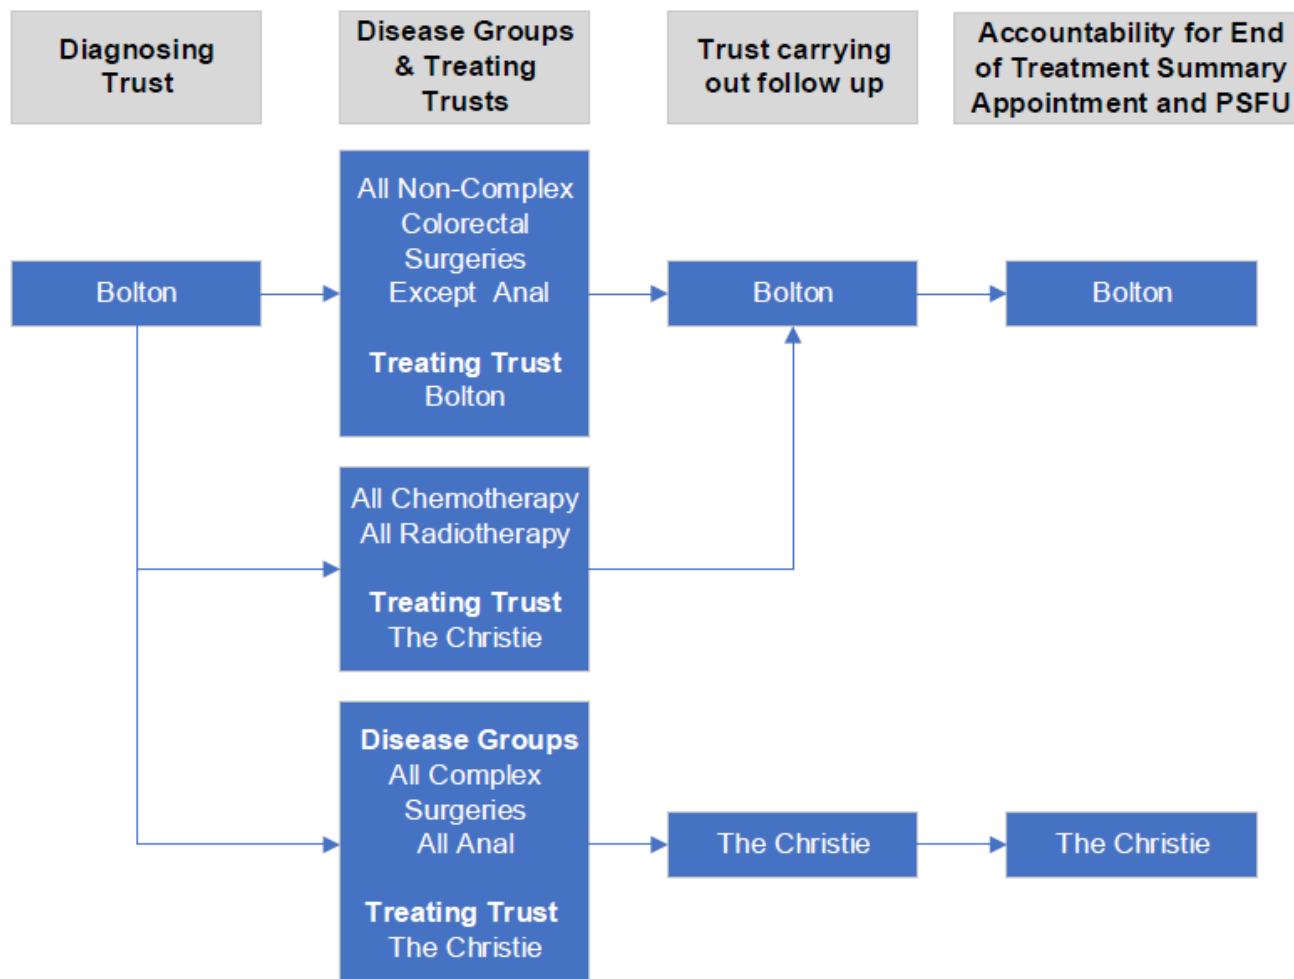 Diagnosing
Trust
Disease Groups
& Treating
Trusts
Trust carrying
out follow up
Accountability for End
of Treatment Summary
Appointment and PSFU
Bolton
All Non-Complex
Colorectal
Surgeries
Except Anal
Treating Trust
Bolton
Bolton
Bolton
All Chemotherapy
All Radiotherapy
Treating Trust
The Christie
Disease Groups
All Complex
Surgeries
All Anal
Treating Trust
The Christie
The Christie
The Christie